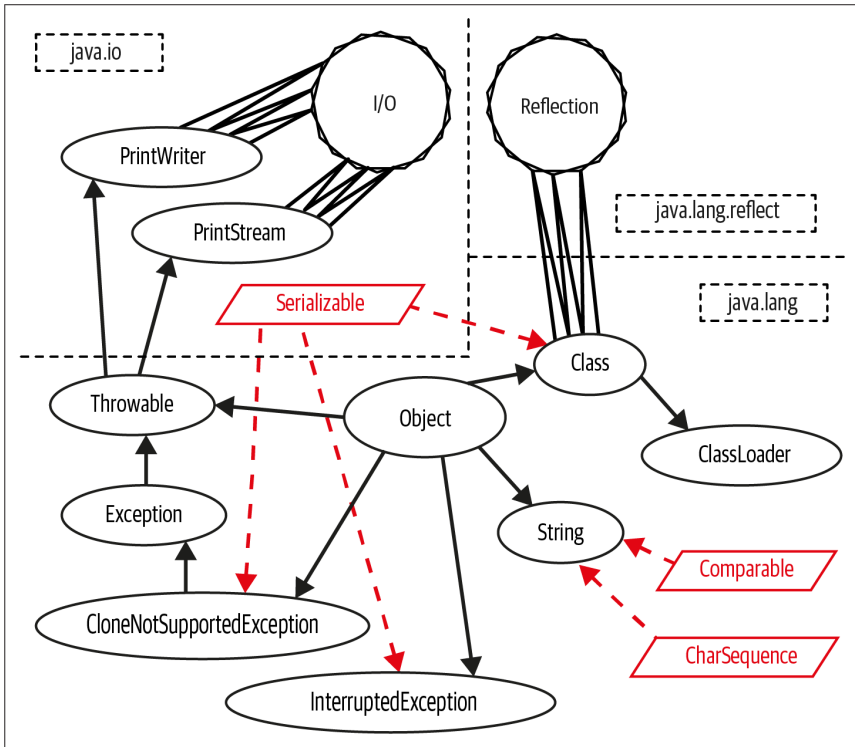 java.io
I/O
Reflection
PrintWriter
java.lang.reflect
PrintStream
Serializable
java.lang
Class
Throwable
Object
ClassLoader
Exception
String
Comparable
CloneNotSupportedException
CharSequence
InterruptedException